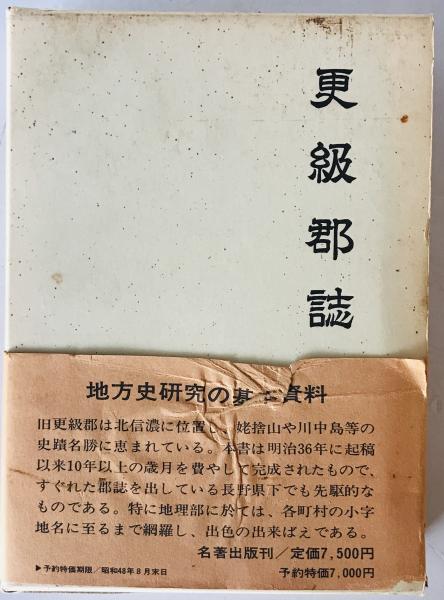 更級郡誌
地方史研究の基本資料
旧更級郡は北信濃に位置し、姥捨山や川中島等の
史蹟名勝に恵まれている。本書は明治36年に起稿
以来10年以上の歳月を費やして完成されたもので、
すぐれた郡誌を出している長野県下でも先駆的な
ものである。特に地理部に於ては、各町村の小字
地名に至るまで網羅し、出色の出来ばえである。
名著出版刊／定価7,500円
▶予約特価期限／昭和48年8月末日 予約特価7,000円